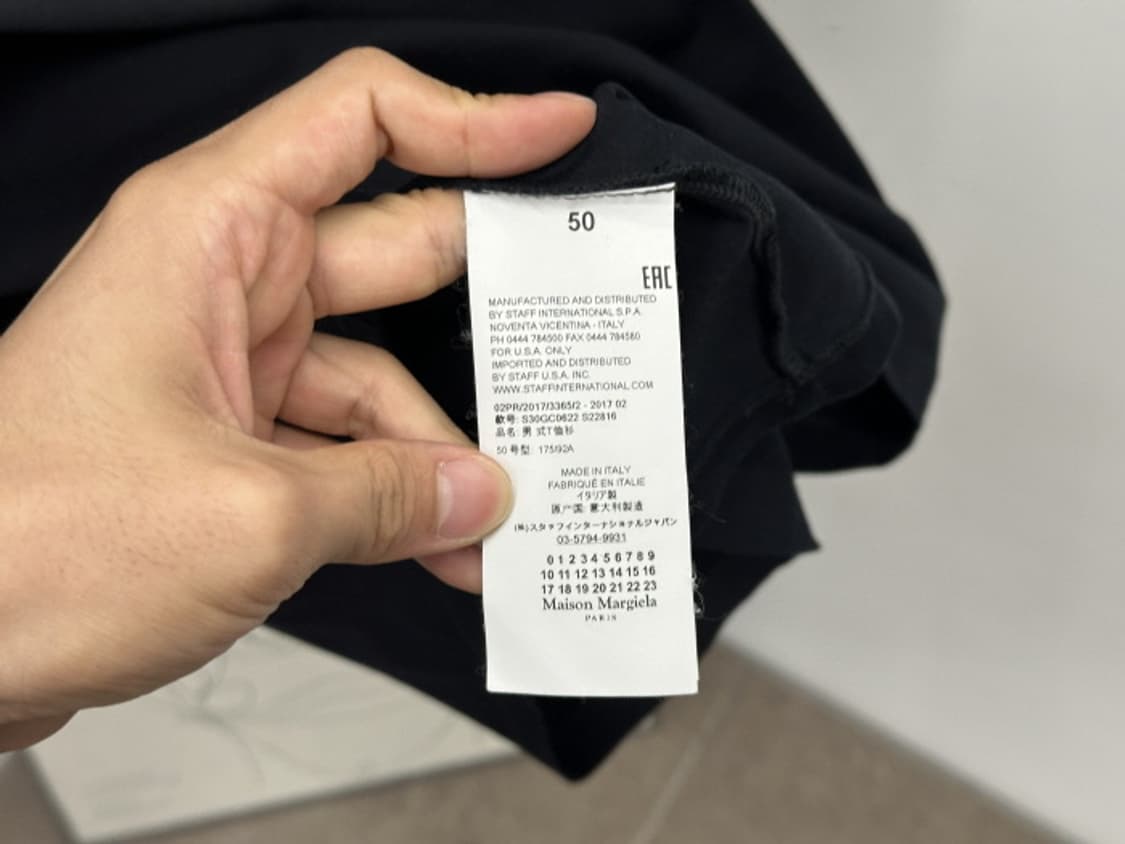 50
EAC
MANUFACTURED AND DISTRIBUTED
BY STAFF INTERNATIONAL S.P.A.
NOVENTA VICENTINA - ITALY
PH 0444 784500 FAX 0444 784560
FOR U.S.A. ONLY
IMPORTED AND DISTRIBUTED
BY STAFF U.S.A. INC.
WWW.STAFFINTERNATIONAL.COM
02PR/2017/3365/2 - 2017 02
款号: S30GC0622 S22816
品名: 男式T恤衫
50 号型: 175/92A
MADE IN ITALY
FABRIQUÉ EN ITALIE
イタリア製
原产国: 意大利製造
(株)スタッフインターナショナルジャパン
03-5794-9931
0 1 2 3 4 5 6 7 8 9
10 11 12 13 14 15 16
17 18 19 20 21 22 23
Maison Margiela
PARIS